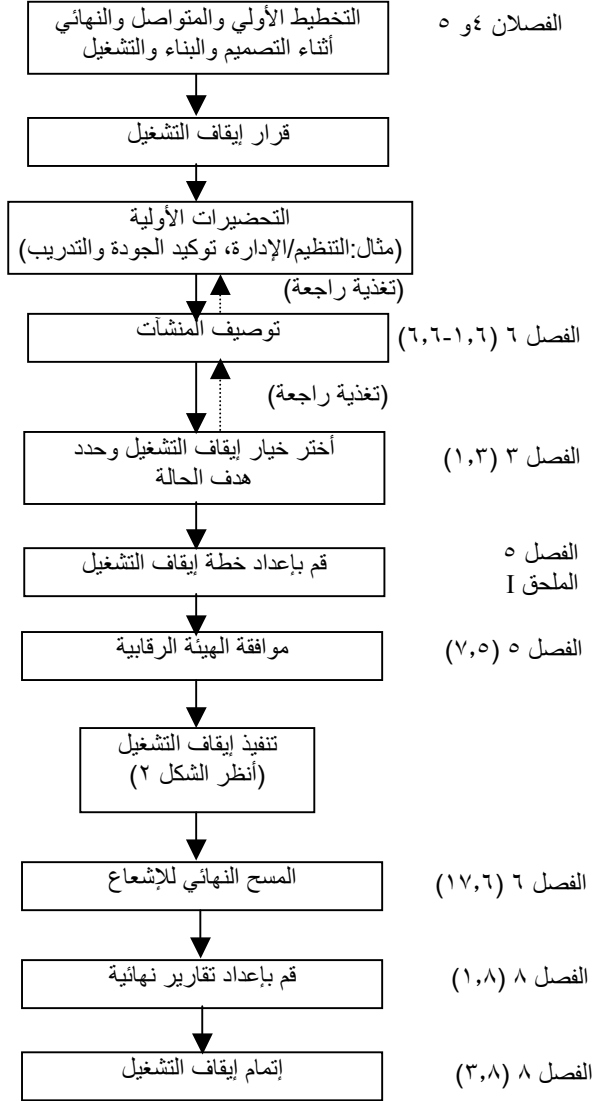 التخطيط الأولي والمتواصل والنهائي
أثناء التصميم والبناء والتشغيل
الفصلان ٤و ٥
قرار إيقاف التشغيل
التحضيرات الأولية
(مثال:التنظيم/الإدارة، توكيد الجودة والتدريب)
(تغذية راجعة)
توصيف المنشآت
الفصل ٦ (١,٦-٦,٦)
(تغذية راجعة)
أختر خيار إيقاف التشغيل وحدد
هدف الحالة
الفصل ٣ (١,٣)
قم بإعداد خطة إيقاف التشغيل
الفصل ٥
الملحق I
موافقة الهيئة الرقابية
الفصل ٥ (٧,٥)
تنفيذ إيقاف التشغيل
(أنظر الشكل ٢)
المسح النهائي للإشعاع
الفصل ٦ (١٧,٦)
قم بإعداد تقارير نهائية
الفصل ٨ (١,٨)
إتمام إيقاف التشغيل
الفصل ٨ (٣,٨)